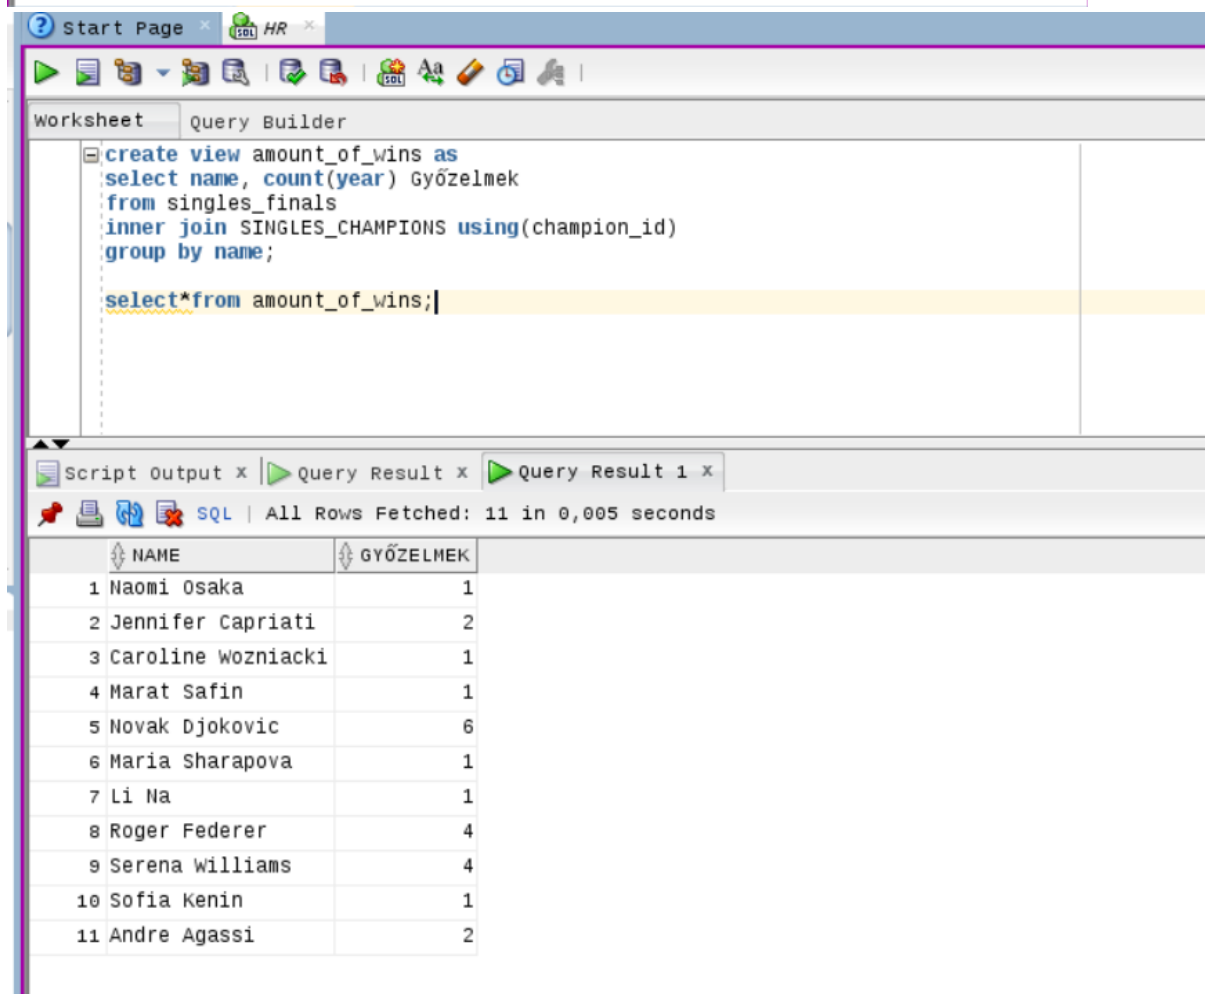 Start Page HR
Worksheet Query Builder
create view amount_of_wins as
select name, count(year) Győzelmek
from singles_finals
inner join SINGLES_CHAMPIONS using(champion_id)
group by name;
select*from amount_of_wins;
Script Output x Query Result x Query Result 1 x
SQL | All Rows Fetched: 11 in 0,005 seconds
NAME GYŐZELMEK
1 Naomi Osaka 1
2 Jennifer Capriati 2
3 Caroline Wozniacki 1
4 Marat Safin 1
5 Novak Djokovic 6
6 Maria Sharapova 1
7 Li Na 1
8 Roger Federer 4
9 Serena Williams 4
10 Sofia Kenin 1
11 Andre Agassi 2